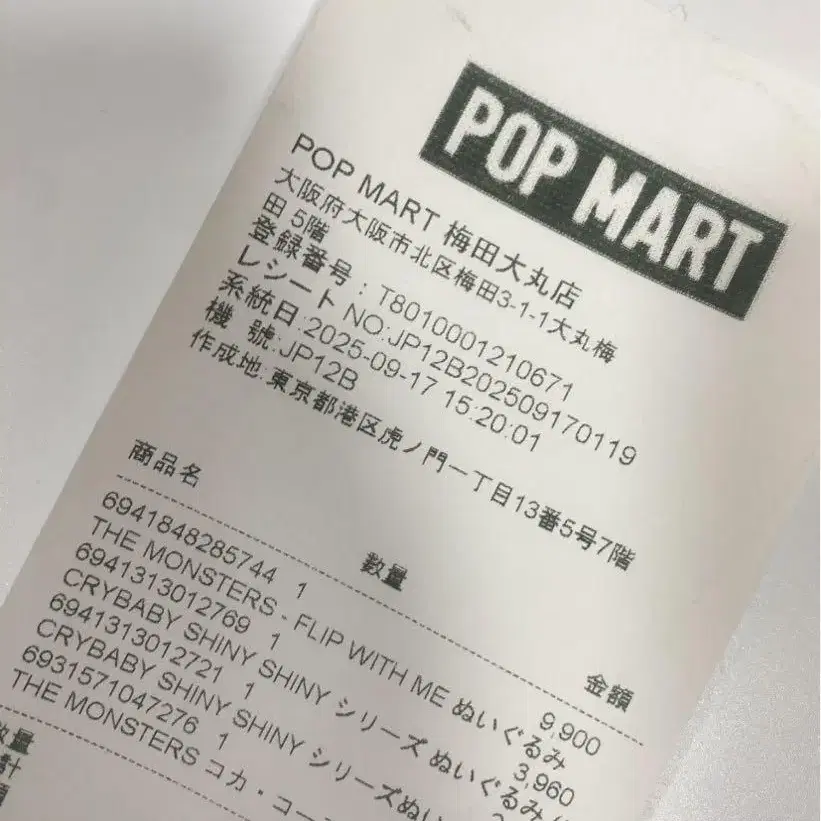 POP MART
POP MART 梅田大丸店
大阪府大阪市北区梅田3-1-1大丸梅
田 5階
登録番号：T8010001210671
レシートNO:JP12B202509170119
系統日:2025-09-17 15:20:01
機 號:JP12B
作成地:東京都港区虎ノ門一丁目13番5号7階
商品名 数量 金額
6941848285744 1 9,900
THE MONSTERS - FLIP WITH ME ぬいぐるみ
6941313012769 1 3,960
CRYBABY SHINY SHINY シリーズ ぬいぐるみ
6941313012721 1
CRYBABY SHINY SHINY シリーズぬい
6931571047276 1
THE MONSTERS コカ・コー
数量
計